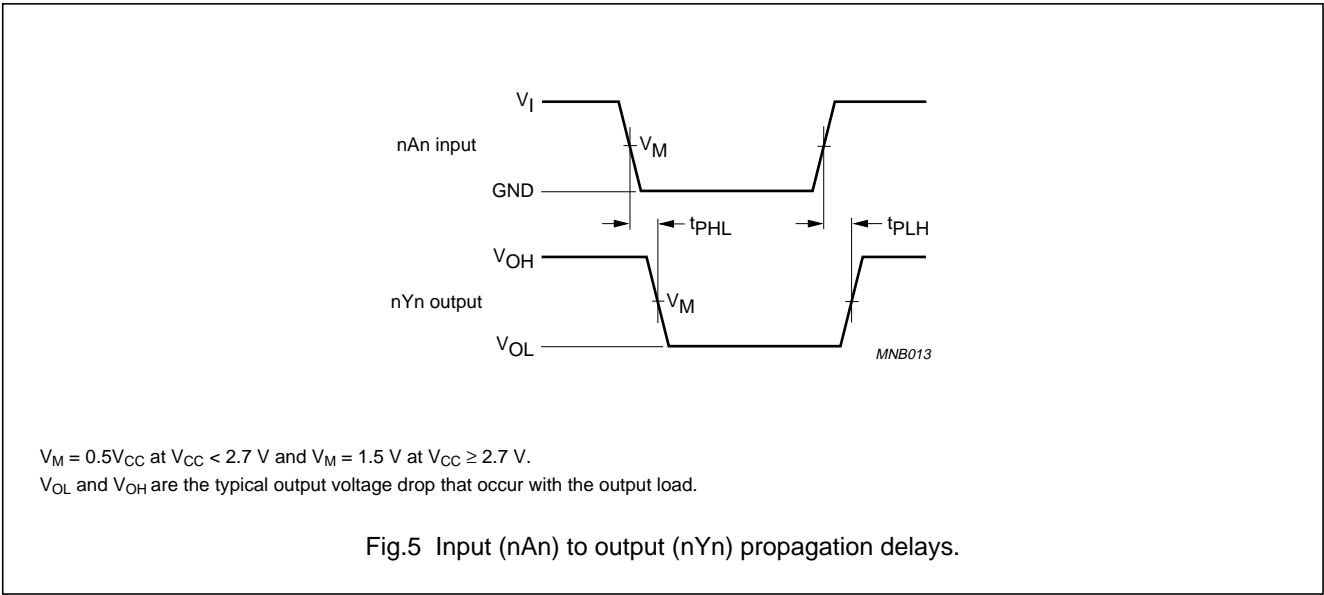 VI
nAn input
VM
GND
tPHL
tPLH
VOH
nYn output
VM
VOL
MNB013
VM = 0.5VCC at VCC < 2.7 V and VM = 1.5 V at VCC ≥ 2.7 V.
VOL and VOH are the typical output voltage drop that occur with the output load.
Fig.5 Input (nAn) to output (nYn) propagation delays.